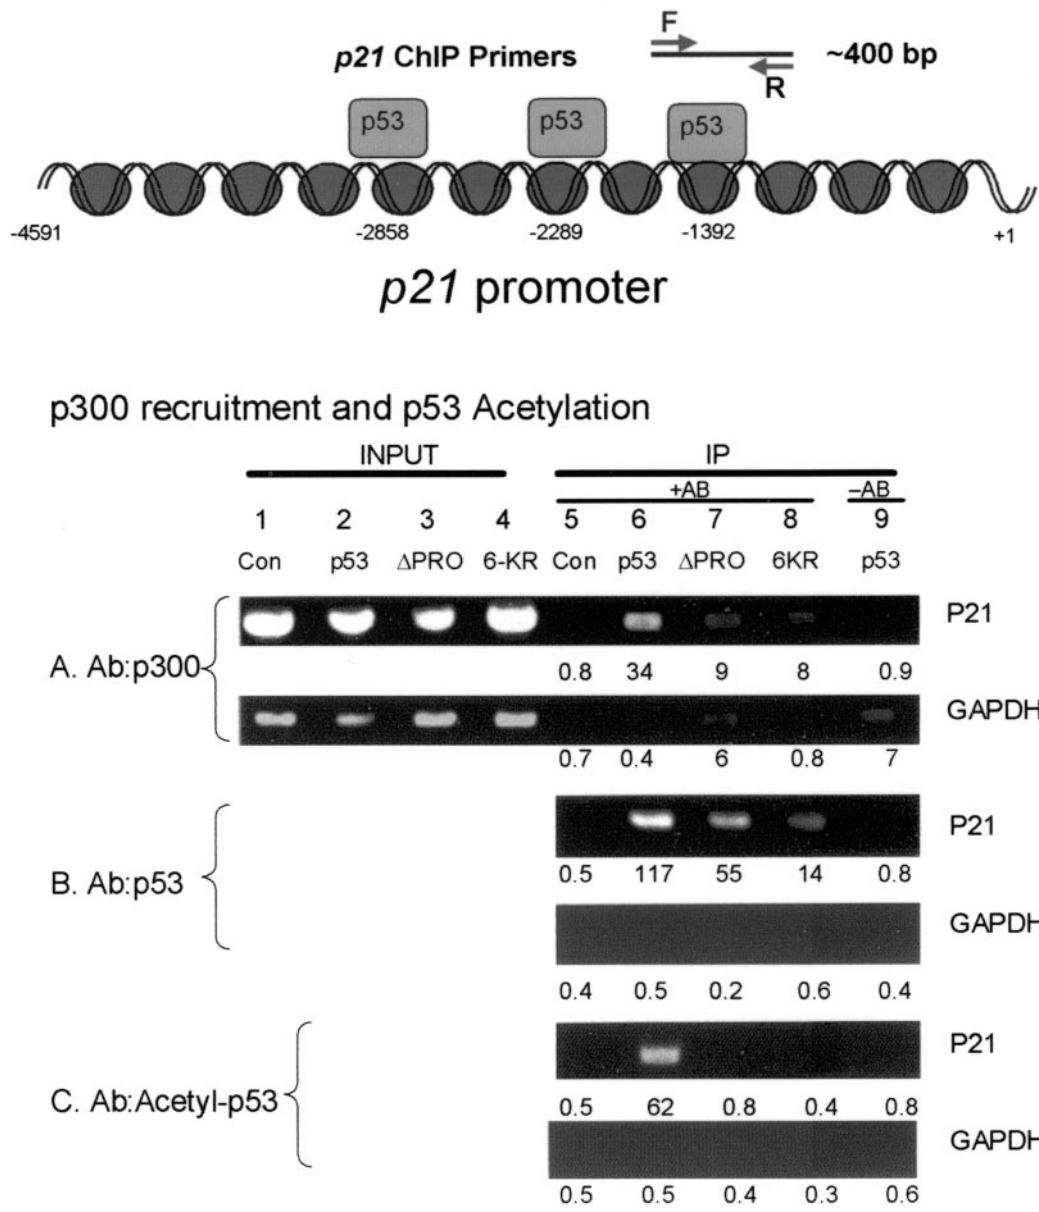 F
p21 ChIP Primers ~400 bp
R
p53 p53 p53
-4591 -2858 -2289 -1392 +1
p21 promoter
p300 recruitment and p53 Acetylation
INPUT IP
+AB –AB
1 2 3 4 5 6 7 8 9
Con p53 ΔPRO 6-KR Con p53 ΔPRO 6KR p53
P21
A. Ab:p300
0.8 34 9 8 0.9
GAPDH
0.7 0.4 6 0.8 7
P21
0.5 117 55 14 0.8
B. Ab:p53
GAPDH
0.4 0.5 0.2 0.6 0.4
P21
C. Ab:Acetyl-p53
0.5 62 0.8 0.4 0.8
GAPDH
0.5 0.5 0.4 0.3 0.6